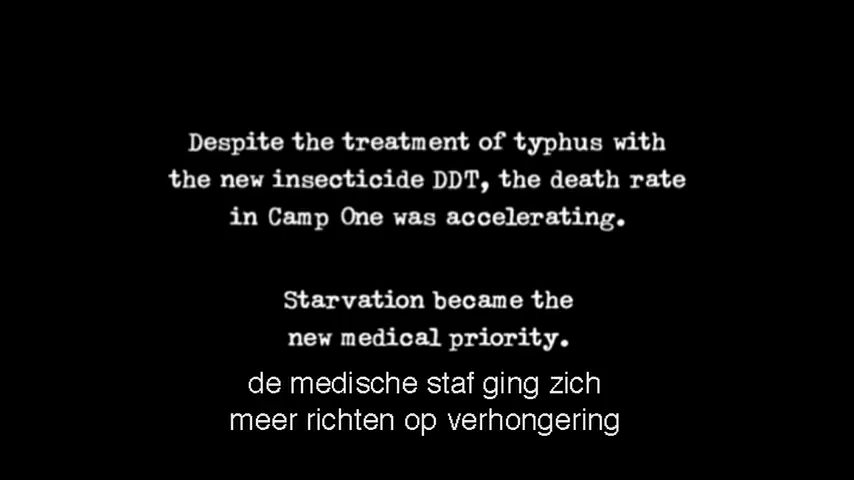 Despite the treatment of typhus with
the new insecticide DDT, the death rate
in Camp One was accelerating.
Starvation became the
new medical priority.
de medische staf ging zich
meer richten op verhongering